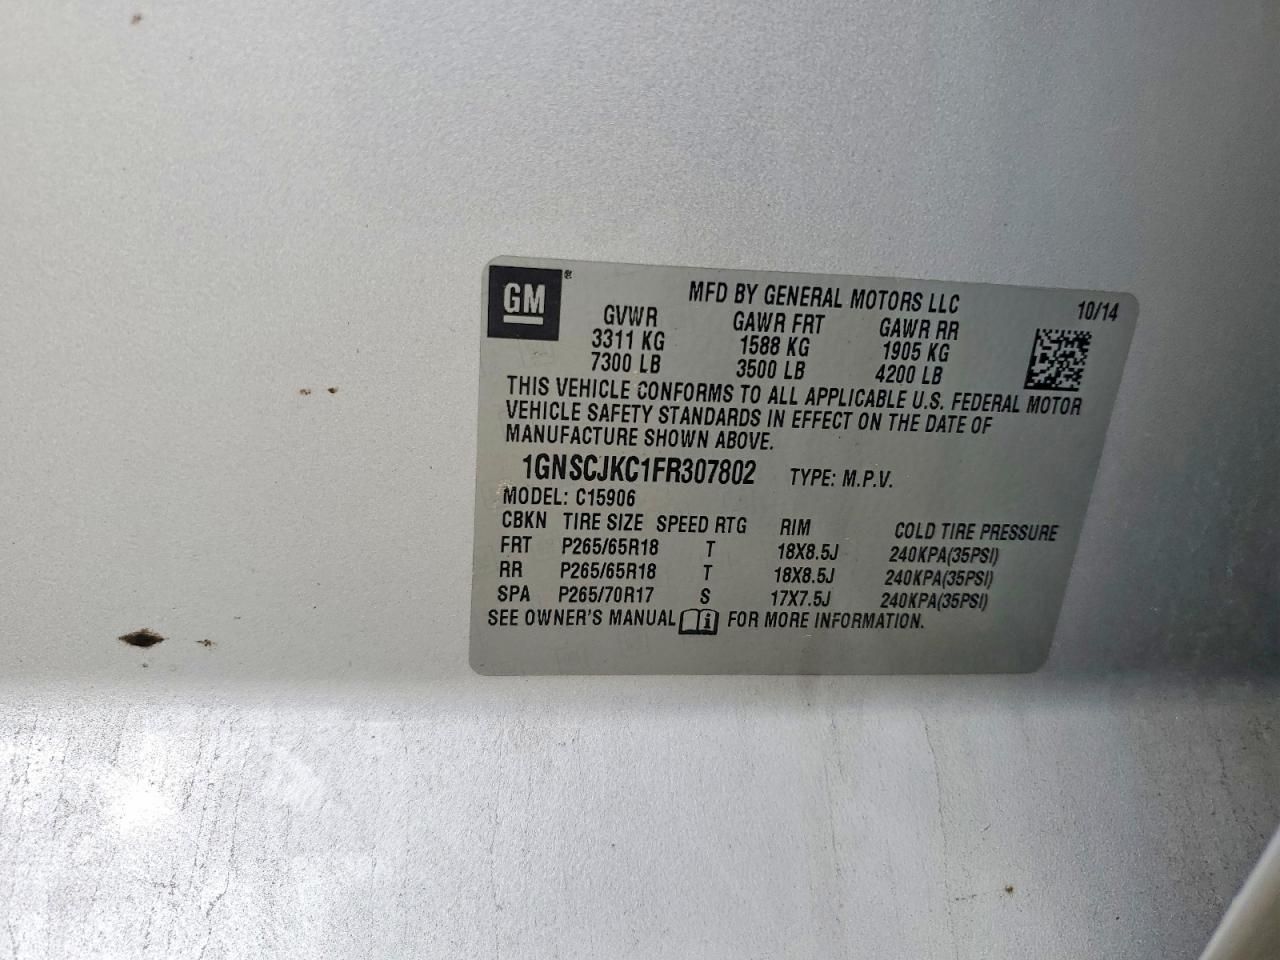 GM®
MFD BY GENERAL MOTORS LLC 10/14
GVWR GAWR FRT GAWR RR
3311 KG 1588 KG 1905 KG
7300 LB 3500 LB 4200 LB
THIS VEHICLE CONFORMS TO ALL APPLICABLE U.S. FEDERAL MOTOR
VEHICLE SAFETY STANDARDS IN EFFECT ON THE DATE OF
MANUFACTURE SHOWN ABOVE.
1GNSCJKC1FR307802 TYPE: M.P.V.
MODEL: C15906
CBKN TIRE SIZE SPEED RTG RIM COLD TIRE PRESSURE
FRT P265/65R18 T 18X8.5J 240KPA(35PSI)
RR P265/65R18 T 18X8.5J 240KPA(35PSI)
SPA P265/70R17 S 17X7.5J 240KPA(35PSI)
SEE OWNER'S MANUAL i FOR MORE INFORMATION.